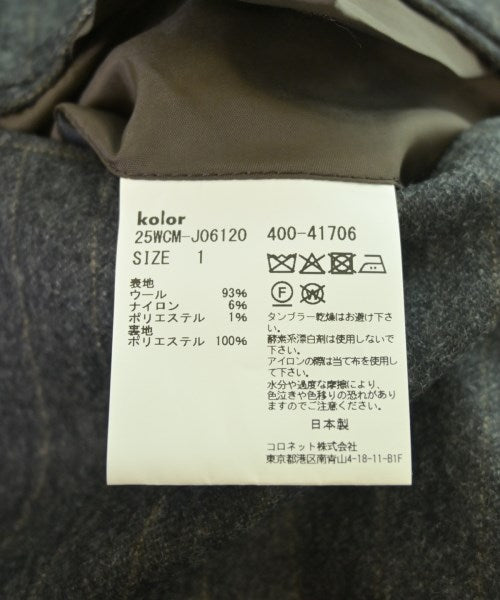 kolor
25WCM-J06120 400-41706
SIZE 1
表地
ウール 93%
ナイロン 6%
ポリエステル 1%
裏地
ポリエステル 100%
F W
タンブラー乾燥はお避け下さ
い。
酵素系漂白剤は使用しないで
下さい。
アイロンの際は当て布を使用し
て下さい。
水分や過度な摩擦により、
色泣きや色移りの恐れがあり
ますのでご注意ください。
日本製
コロネット株式会社
東京都港区南青山4-18-11-B1F